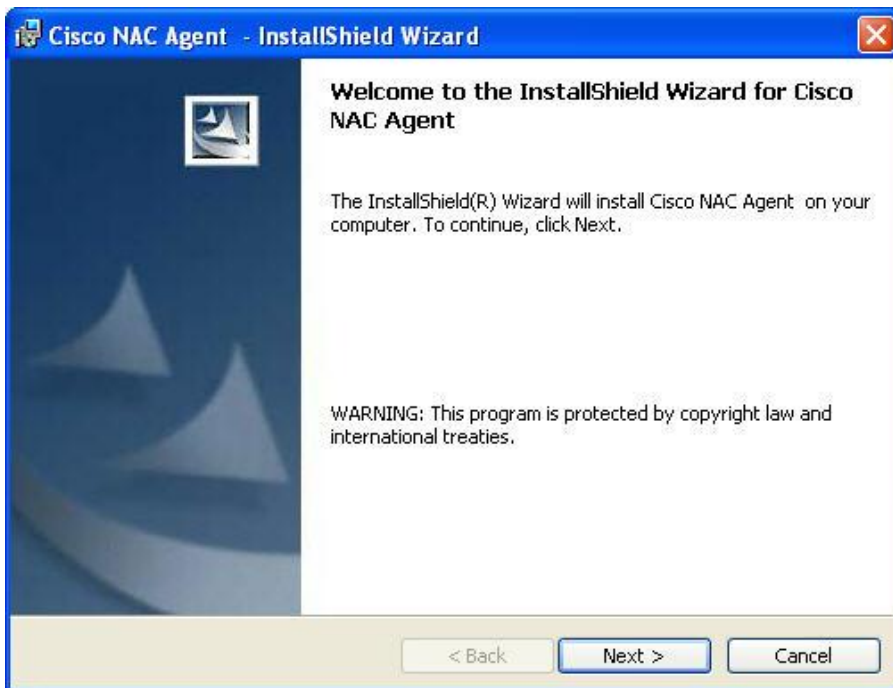 Cisco NAC Agent - InstallShield Wizard
Welcome to the InstallShield Wizard for Cisco
NAC Agent
The InstallShield(R) Wizard will install Cisco NAC Agent on your
computer. To continue, click Next.
WARNING: This program is protected by copyright law and
international treaties.
< Back
Next >
Cancel